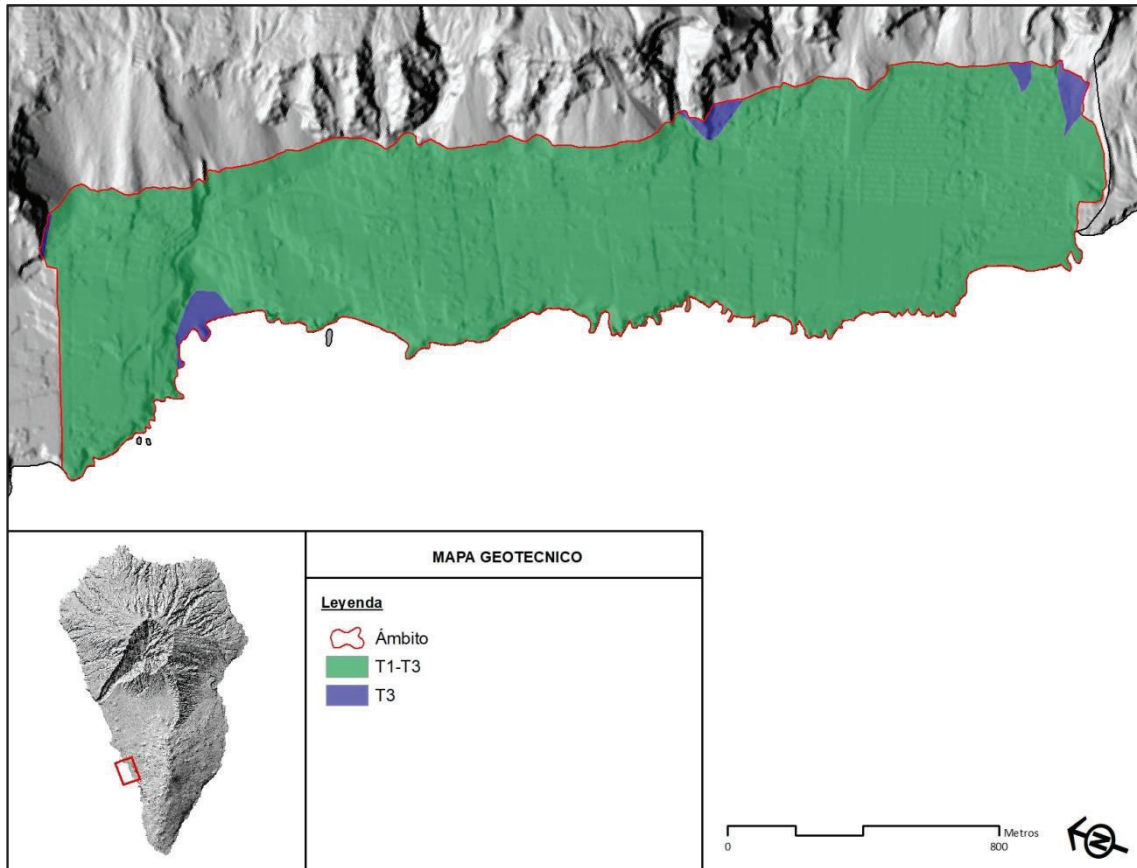 MAPA GEOTECNICO
Leyenda
Ámbito
T1-T3
T3
Metros
0 800
N